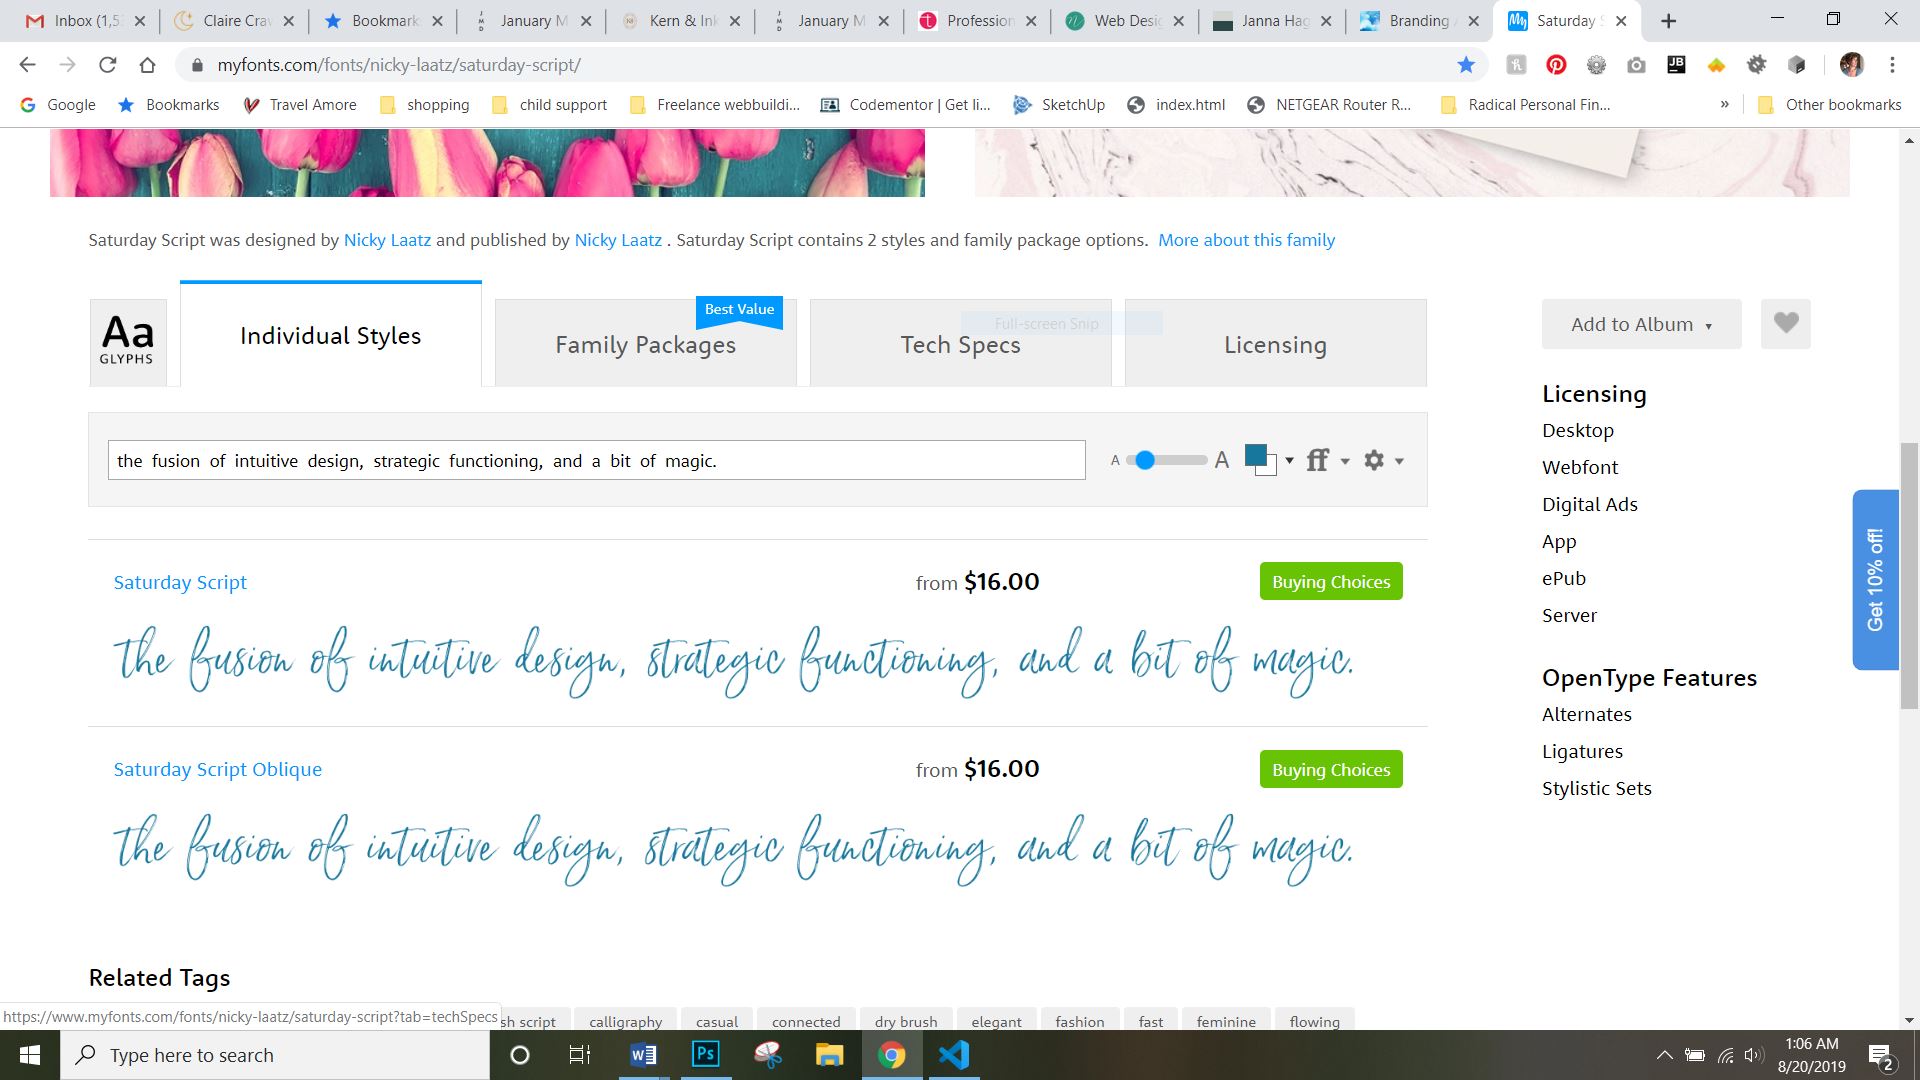 Inbox (1,5
Claire Cra
Bookmark
January M
Kern & Ink
January M
Profession
Web Desig
Janna Hag
Branding
Saturday S
myfonts.com/fonts/nicky-laatz/saturday-script/
Google
Bookmarks
Travel Amore
shopping
child support
Freelance webbuildi...
Codementor | Get li...
SketchUp
index.html
NETGEAR Router R...
Radical Personal Fin...
»
Other bookmarks
Saturday Script was designed by Nicky Laatz and published by Nicky Laatz . Saturday Script contains 2 styles and family package options. More about this family
Aa
GLYPHS
Individual Styles
Best Value
Family Packages
Full-screen Snip
Tech Specs
Licensing
Add to Album
the fusion of intuitive design, strategic functioning, and a bit of magic.
A A
ff
Saturday Script
from $16.00
Buying Choices
the fusion of intuitive design, strategic functioning, and a bit of magic.
Saturday Script Oblique
from $16.00
Buying Choices
the fusion of intuitive design, strategic functioning, and a bit of magic.
Licensing
Desktop
Webfont
Digital Ads
App
ePub
Server
OpenType Features
Alternates
Ligatures
Stylistic Sets
Get 10% off!
Related Tags
https://www.myfonts.com/fonts/nicky-laatz/saturday-script?tab=techSpecs
sh script
calligraphy
casual
connected
dry brush
elegant
fashion
fast
feminine
flowing
Type here to search
Ps
1:06 AM
8/20/2019
2